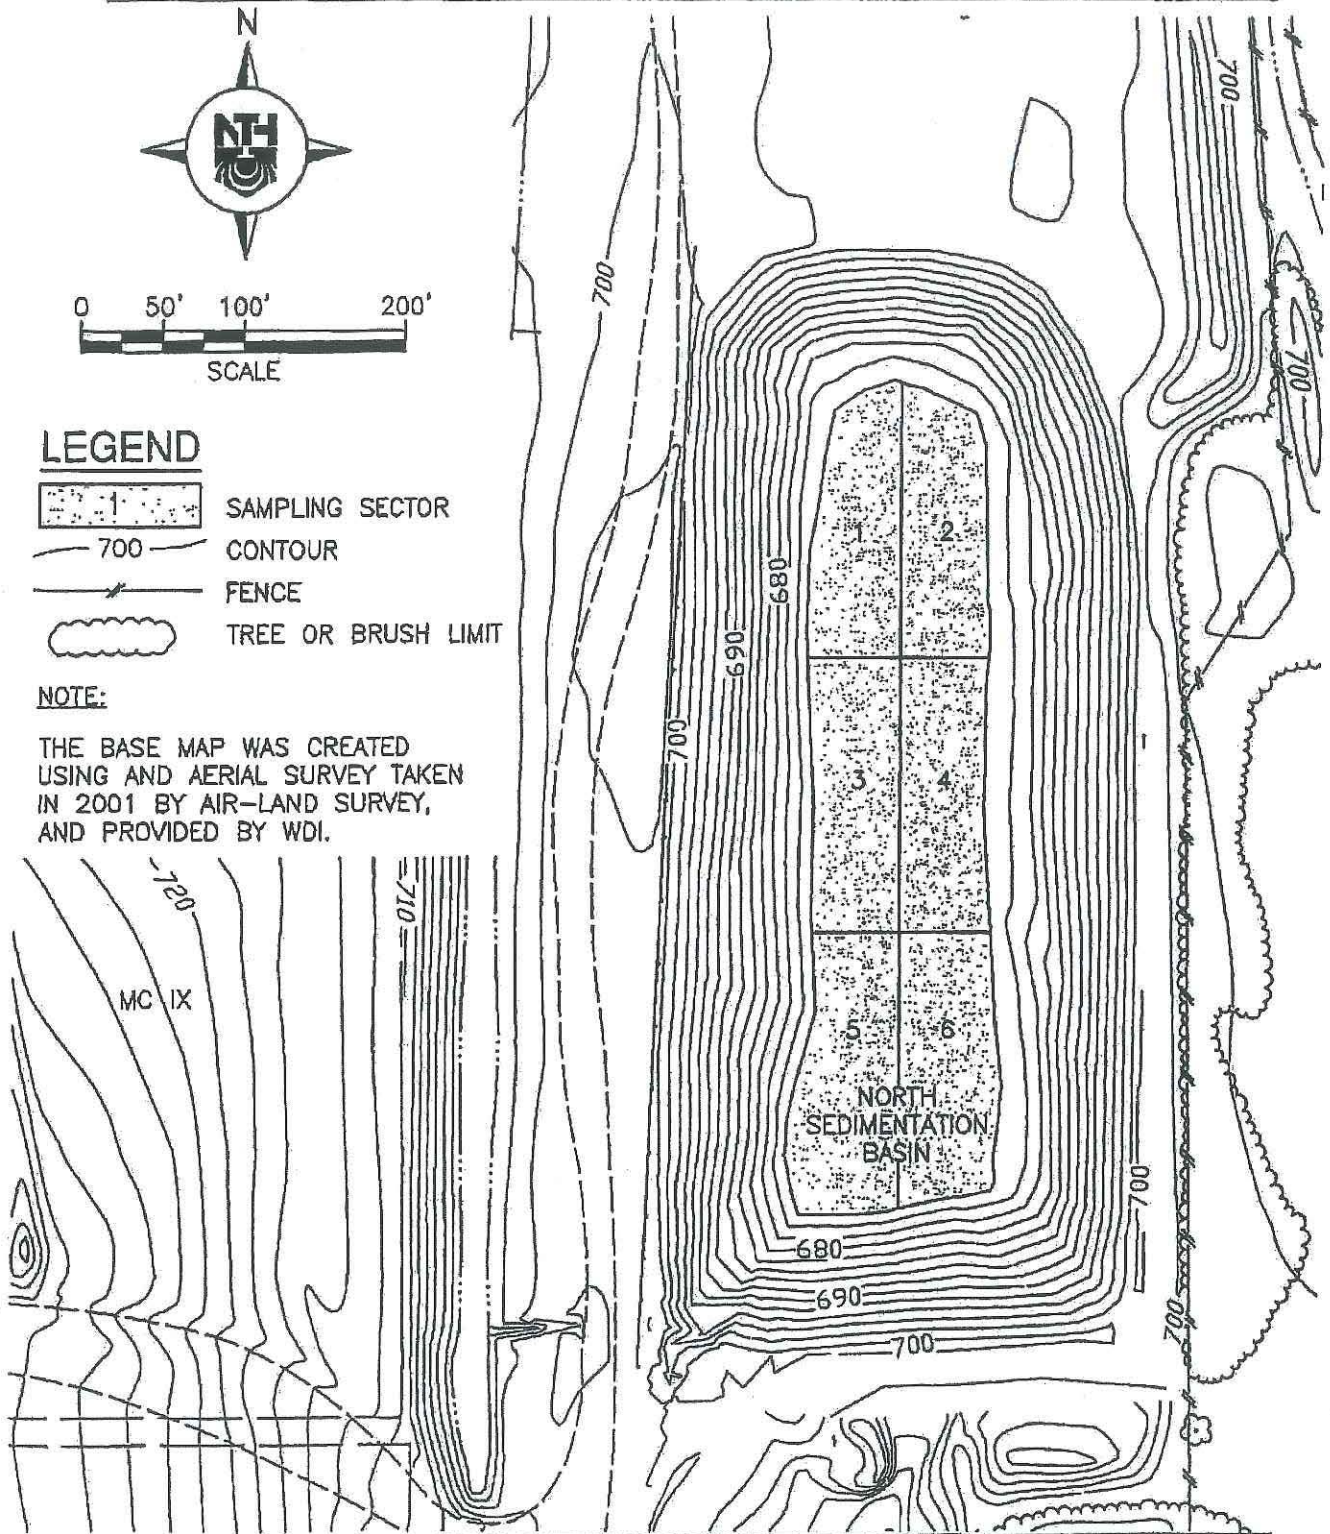 N
NTH
0 50' 100' 200'
SCALE
LEGEND
1 SAMPLING SECTOR
700 CONTOUR
FENCE
TREE OR BRUSH LIMIT
NOTE:
THE BASE MAP WAS CREATED
USING AND AERIAL SURVEY TAKEN
IN 2001 BY AIR-LAND SURVEY,
AND PROVIDED BY WDI.
700
700
700
680
690
700
1 2
3 4
5 6
NORTH
SEDIMENTATION
BASIN
720
710
MC IX
680
690
700
700
700